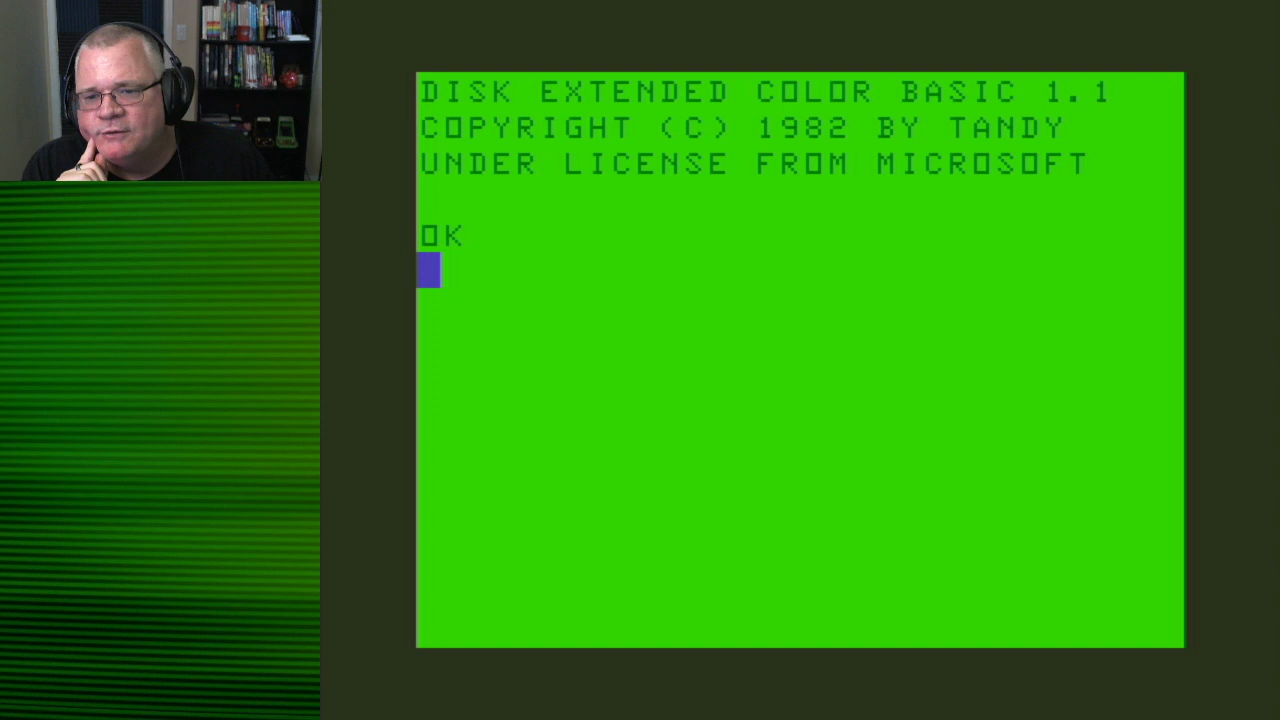 DISK EXTENDED COLOR BASIC 1.1
COPYRIGHT (C) 1982 BY TANDY
UNDER LICENSE FROM MICROSOFT
OK